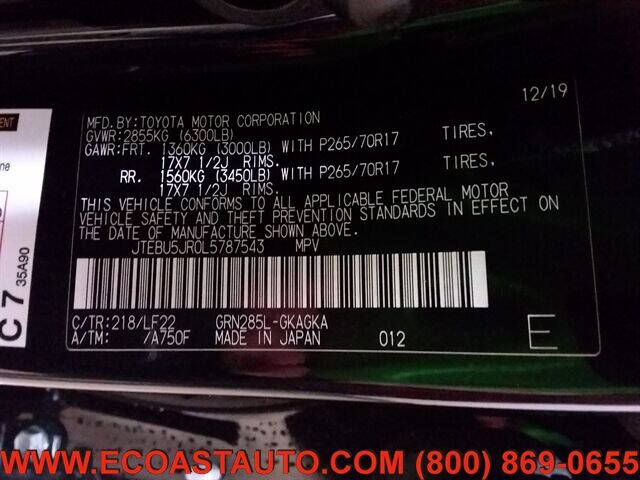 12/19
MFD.BY:TOYOTA MOTOR CORPORATION
GVWR:2855KG (6300LB)
GAWR:FRT. 1360KG (3000LB) WITH P265/70R17 TIRES,
17X7 1/2J RIMS.
RR. 1560KG (3450LB) WITH P265/70R17 TIRES,
17X7 1/2J RIMS.
THIS VEHICLE CONFORMS TO ALL APPLICABLE FEDERAL MOTOR
VEHICLE SAFETY AND THEFT PREVENTION STANDARDS IN EFFECT ON
THE DATE OF MANUFACTURE SHOWN ABOVE.
JTEBU5JR0L5787543 MPV
C/TR:218/LF22 GRN285L-GKAGKA
A/TM: /A750F MADE IN JAPAN 012
E
C 7
35A90
WWW.ECOASTAUTO.COM (800) 869-0655